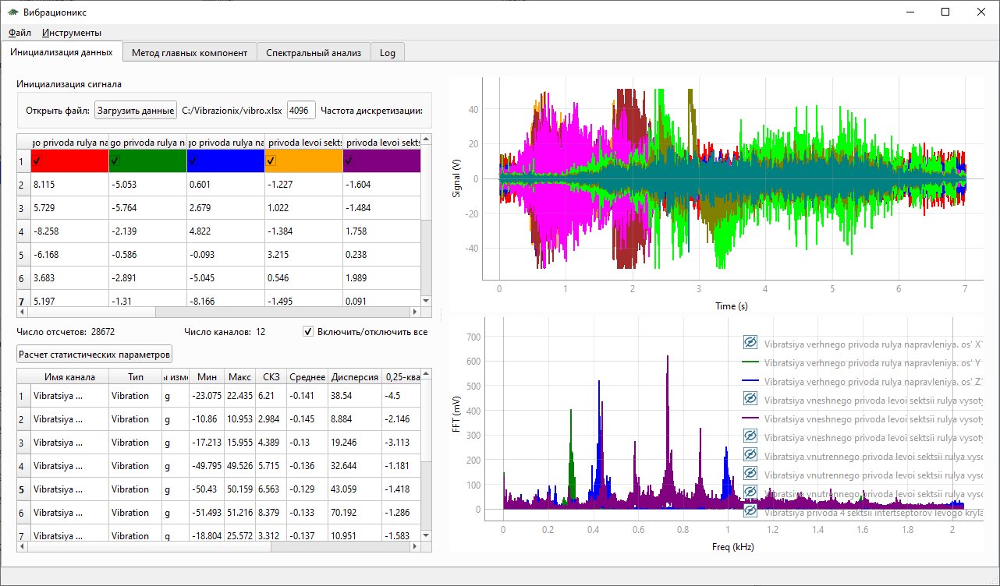 Вибрационикс
Файл Инструменты
Инициализация данных Метод главных компонент Спектральный анализ Log
Инициализация сигнала
Открыть файл: Загрузить данные C:/Vibrazionix/vibro.xlsx 4096 Частота дискретизации:
go privoda rulya na go privoda rulya n go privoda rulya na privoda levoi sekts privoda levoi sekts
1
2 8.115 -5.053 0.601 -1.227 -1.604
3 5.729 -5.764 2.679 1.022 -1.484
4 -8.258 -2.139 4.822 -1.384 1.758
5 -6.168 -0.586 -0.093 3.215 0.238
6 3.683 -2.891 -5.045 0.546 1.989
7 5.197 -1.31 -8.166 -1.495 0.091
Число отсчетов: 28672 Число каналов: 12 Включить/отключить все
Расчет статистических параметров
Имя канала Тип ы изме Мин Макс СКЗ Среднее Дисперсия 0,25-ква
1 Vibratsiya ... Vibration g -23.075 22.435 6.21 -0.141 38.54 -4.5
2 Vibratsiya ... Vibration g -10.86 10.953 2.984 -0.145 8.884 -2.146
3 Vibratsiya ... Vibration g -17.213 15.955 4.389 -0.13 19.246 -3.113
4 Vibratsiya ... Vibration g -49.795 49.526 5.715 -0.136 32.644 -1.181
5 Vibratsiya ... Vibration g -50.43 50.159 6.563 -0.129 43.059 -1.418
6 Vibratsiya ... Vibration g -51.493 51.216 8.379 -0.133 70.192 -1.286
7 Vibratsiya ... Vibration g -18.804 25.572 3.312 -0.137 10.951 -1.583
Signal (V)
40
20
0
-20
-40
0 1 2 3 4 5 6 7
Time (s)
FFT (mV)
700
600
500
400
300
200
100
0
Vibratsiya verhnego privoda rulya napravleniya. os' X
Vibratsiya verhnego privoda rulya napravleniya. os' Y
Vibratsiya verhnego privoda rulya napravleniya. os' Z
Vibratsiya vneshnego privoda levoi sektsii rulya vysoty
Vibratsiya vneshnego privoda levoi sektsii rulya vysoty
Vibratsiya vneshnego privoda levoi sektsii rulya vysoty
Vibratsiya vnutrennego privoda levoi sektsii rulya vyso
Vibratsiya vnutrennego privoda levoi sektsii rulya vyso
Vibratsiya vnutrennego privoda levoi sektsii rulya vyso
Vibratsiya privoda 4 sektsii intertseptorov levogo kryla
0 0.2 0.4 0.6 0.8 1 1.2 1.4 1.6 1.8 2
Freq (kHz)